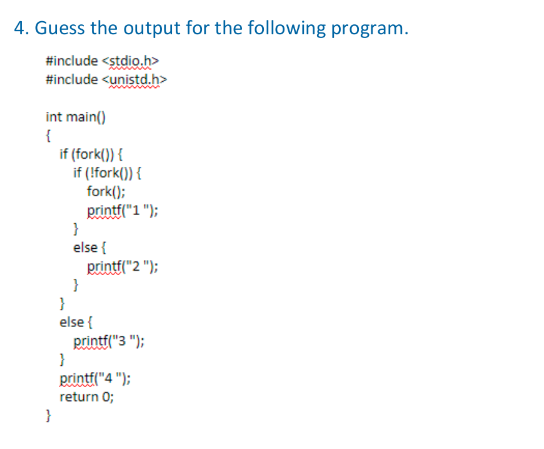 4. Guess the output for the following program.
#include <stdio.h>
#include <unistd.h>
int main()
{
if (fork()) {
if (!fork()) {
fork();
printf("1 ");
}
else {
printf("2 ");
}
}
else {
printf("3 ");
}
printf("4 ");
return 0;
}